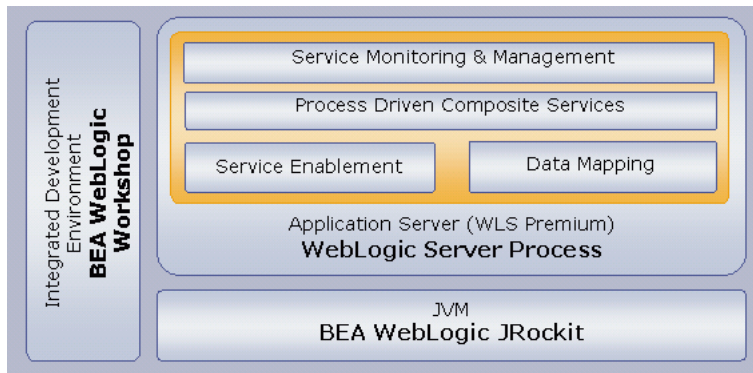 Integrated Development
Environment
BEA WebLogic
Workshop
Service Monitoring & Management
Process Driven Composite Services
Service Enablement
Data Mapping
Application Server (WLS Premium)
WebLogic Server Process
JVM
BEA WebLogic JRockit